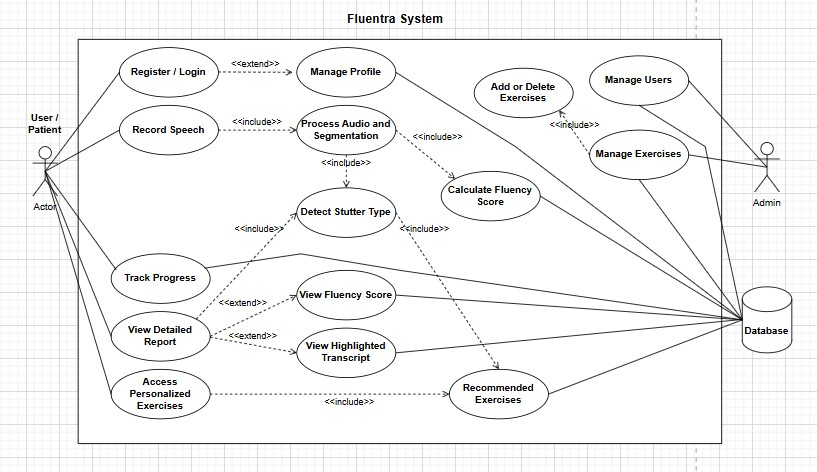 Fluentra System
Register / Login
<<extend>>
Manage Profile
Add or Delete
Exercises
Manage Users
User /
Patient
Record Speech
<<include>>
Process Audio and
Segmentation
<<include>>
<<include>>
Manage Exercises
<<include>>
Actor
Admin
Calculate Fluency
Score
Detect Stutter Type
<<include>>
<<include>>
Track Progress
View Fluency Score
<<extend>>
View Detailed
Report
<<extend>>
View Highlighted
Transcript
Database
Access
Personalized
Exercises
<<include>>
Recommended
Exercises